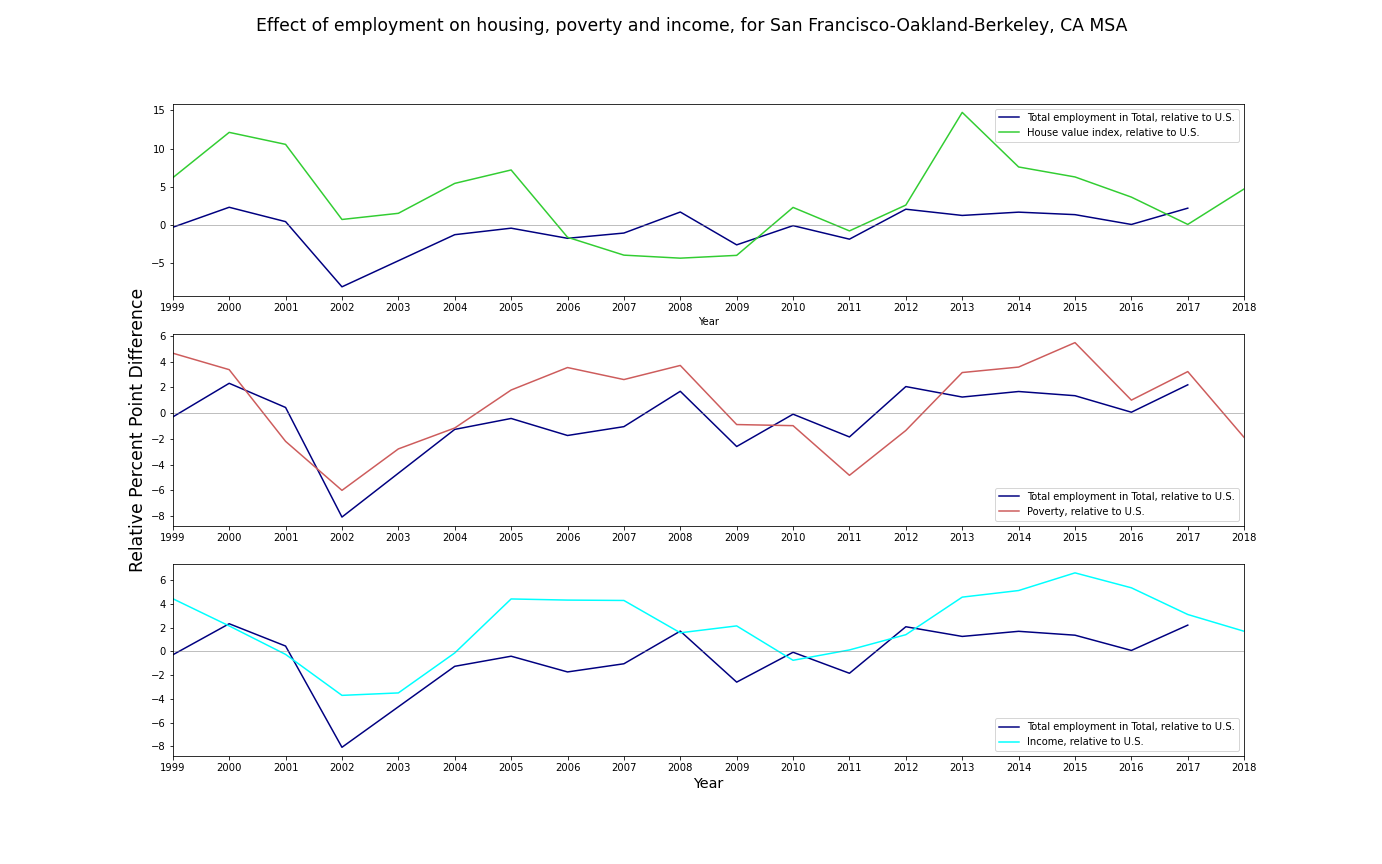 Effect of employment on housing, poverty and income, for San Francisco-Oakland-Berkeley, CA MSA
15
10
5
0
−5
Total employment in Total, relative to U.S.
House value index, relative to U.S.
1999 2000 2001 2002 2003 2004 2005 2006 2007 2008 2009 2010 2011 2012 2013 2014 2015 2016 2017 2018
Year
Relative Percent Point Difference
6
4
2
0
−2
−4
−6
−8
Total employment in Total, relative to U.S.
Poverty, relative to U.S.
1999 2000 2001 2002 2003 2004 2005 2006 2007 2008 2009 2010 2011 2012 2013 2014 2015 2016 2017 2018
6
4
2
0
−2
−4
−6
−8
Total employment in Total, relative to U.S.
Income, relative to U.S.
1999 2000 2001 2002 2003 2004 2005 2006 2007 2008 2009 2010 2011 2012 2013 2014 2015 2016 2017 2018
Year